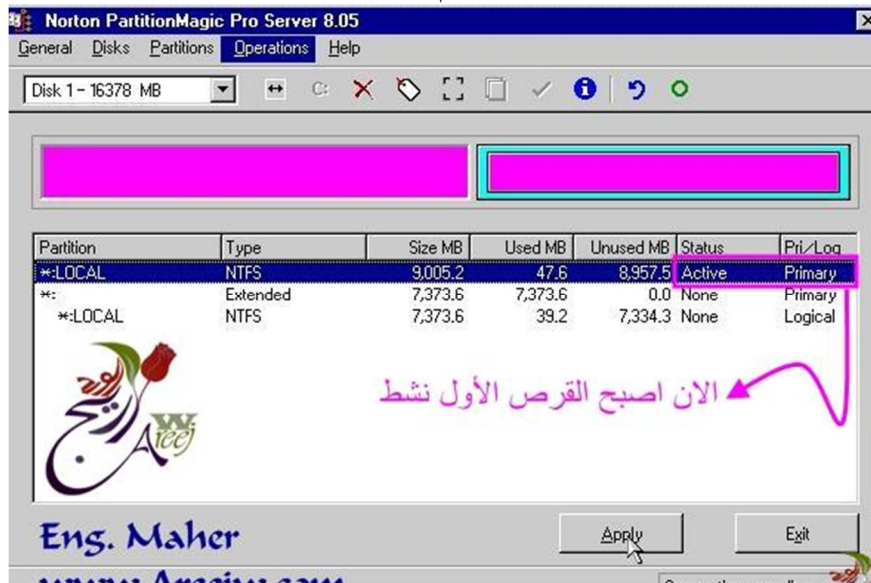 Norton PartitionMagic Pro Server 8.05
General Disks Partitions Operations Help
Disk 1 - 16378 MB
C:
Partition Type Size MB Used MB Unused MB Status Pri/Log
*:LOCAL NTFS 9,005.2 47.6 8,957.5 Active Primary
*: Extended 7,373.6 7,373.6 0.0 None Primary
*:LOCAL NTFS 7,373.6 39.2 7,334.3 None Logical
الان اصبح القرص الأول نشط
Areej
Eng. Maher
Apply Exit